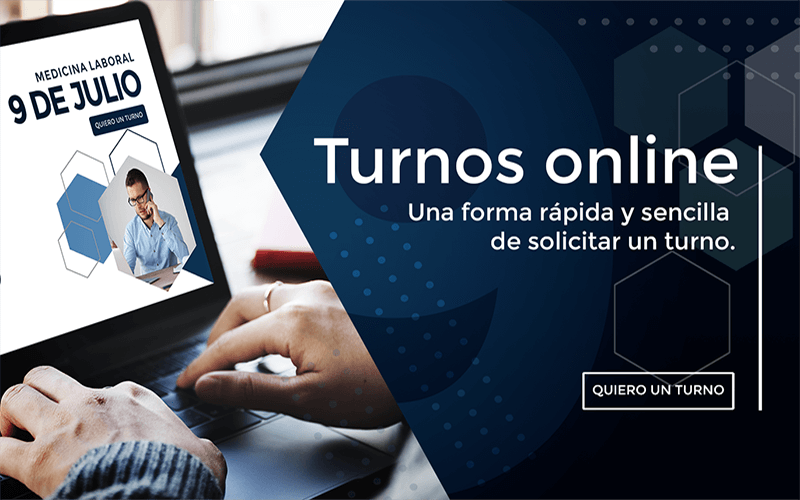 MEDICINA LABORAL
9 DE JULIO
QUIERO UN TURNO
Turnos online
Una forma rápida y sencilla
de solicitar un turno.
QUIERO UN TURNO